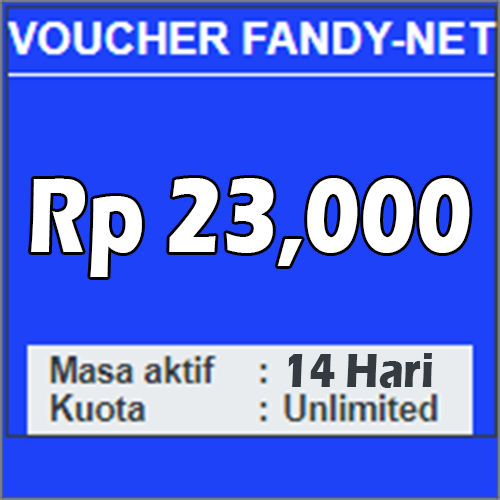 VOUCHER FANDY-NET
Rp 23,000
Masa aktif : 14 Hari
Kuota : Unlimited